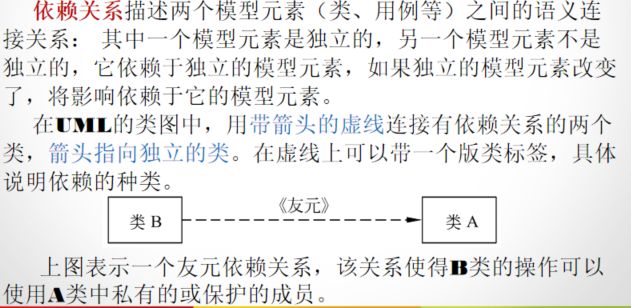 依赖关系描述两个模型元素（类、用例等）之间的语义连
接关系： 其中一个模型元素是独立的，另一个模型元素不是
独立的，它依赖于独立的模型元素，如果独立的模型元素改变
了，将影响依赖于它的模型元素。
在UML的类图中，用带箭头的虚线连接有依赖关系的两个
类，箭头指向独立的类。在虚线上可以带一个版类标签，具体
说明依赖的种类。
《友元》
类 B
类 A
上图表示一个友元依赖关系，该关系使得B类的操作可以
使用A类中私有的或保护的成员。